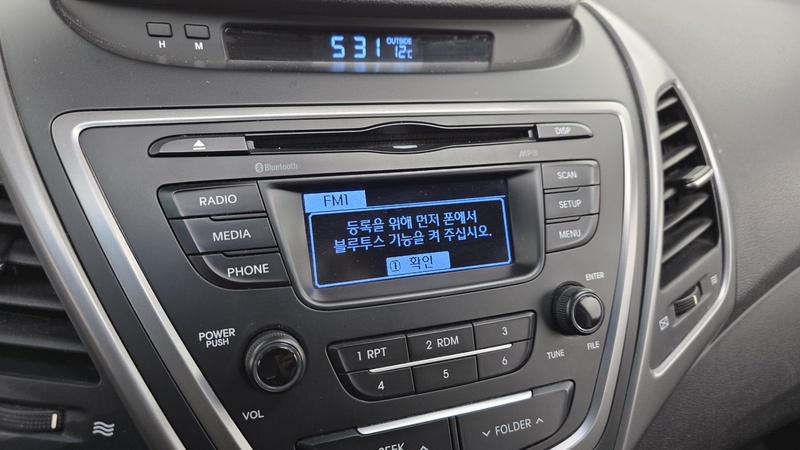 H M
5 31 OUTSIDE 12c
DISP
Bluetooth MP3
RADIO
MEDIA
PHONE
FM1
등록을 위해 먼저 폰에서
블루투스 기능을 켜 주십시오.
① 확인
SCAN
SETUP
MENU
POWER
PUSH
VOL
1 RPT 2 RDM 3
4 5 6
ENTER
TUNE FILE
SEEK ∧
∨ FOLDER ∧